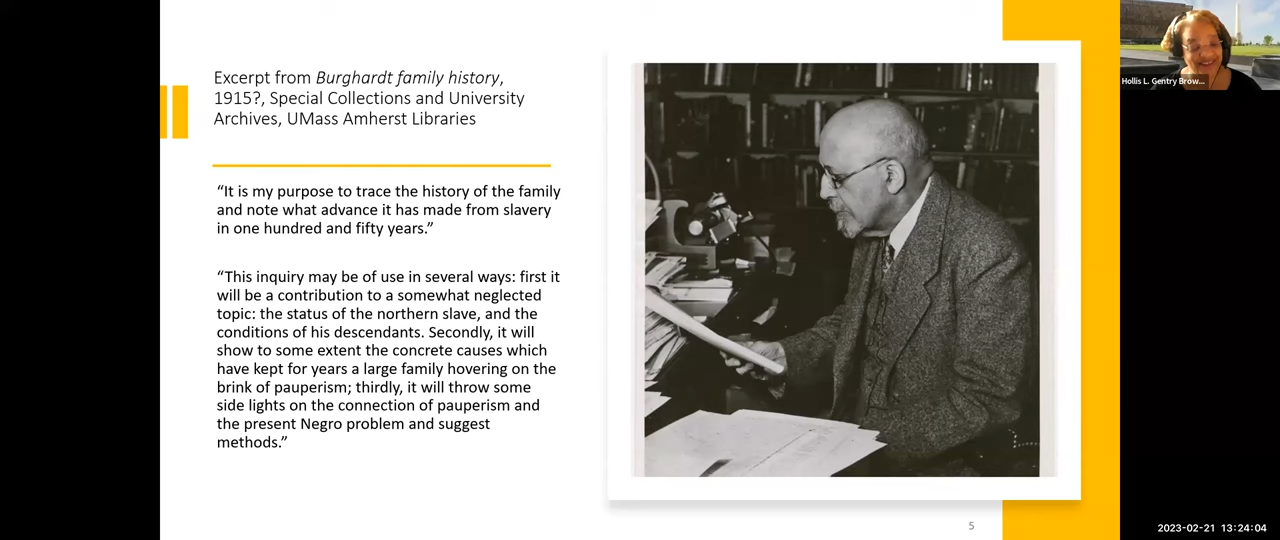 Excerpt from Burghardt family history,
1915?, Special Collections and University
Archives, UMass Amherst Libraries
“It is my purpose to trace the history of the family
and note what advance it has made from slavery
in one hundred and fifty years.”
“This inquiry may be of use in several ways: first it
will be a contribution to a somewhat neglected
topic: the status of the northern slave, and the
conditions of his descendants. Secondly, it will
show to some extent the concrete causes which
have kept for years a large family hovering on the
brink of pauperism; thirdly, it will throw some
side lights on the connection of pauperism and
the present Negro problem and suggest
methods.”
5
Hollis L. Gentry Brow...
2023-02-21 13:24:04